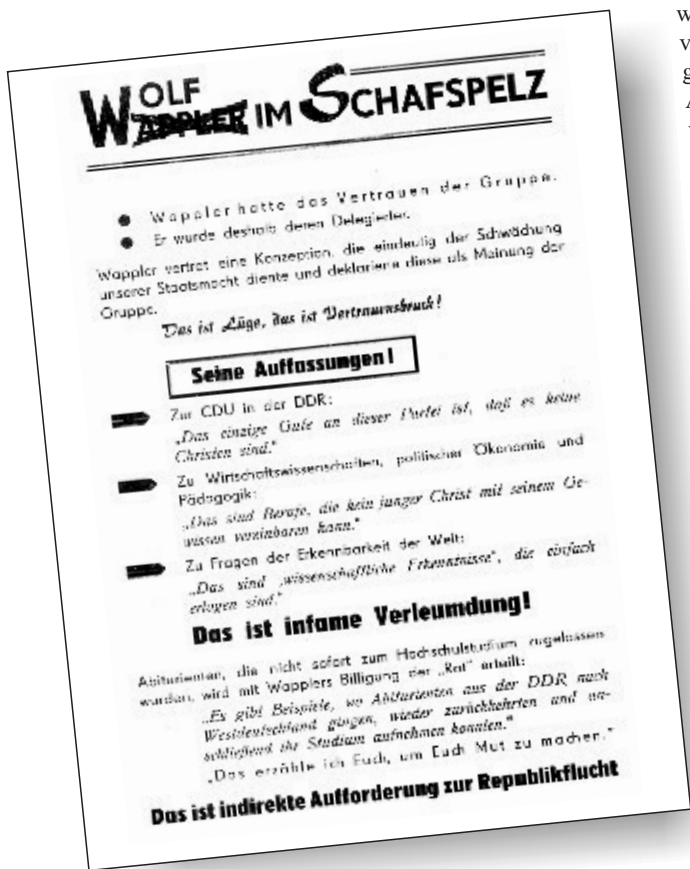 WOLF
WAPPLER IM SCHAFSPELZ
● Wappler hatte das Vertrauen der Gruppe.
● Er wurde deshalb deren Delegierter.
Wappler vertrat eine Konzeption, die eindeutig der Schwächung
unserer Staatsmacht diente und deklarierte diese als Meinung der
Gruppe.
Das ist Lüge, das ist Vertrauensbruch!
Seine Auffassungen!
Zur CDU in der DDR:
„Das einzige Gute an dieser Partei ist, daß es keine
Christen sind."
Zu Wirtschaftswissenschaften, politischer Ökonomie und
Pädagogik:
„Das sind Berufe, die kein junger Christ mit seinem Ge-
wissen vereinbaren kann."
Zu Fragen der Erkennbarkeit der Welt:
„Das sind ‚wissenschaftliche Erkenntnisse', die einfach
erlogen sind."
Das ist infame Verleumdung!
Abiturienten, die nicht sofort zum Hochschulstudium zugelassen
wurden, wird mit Wapplers Billigung der „Rat" erteilt:
„Es gibt Beispiele, wo Abiturienten aus der DDR nach
Westdeutschland gingen, wieder zurückkehrten und an-
schließend ihr Studium aufnehmen konnten."
„Das erzähle ich Euch, um Euch Mut zu machen."
Das ist indirekte Aufforderung zur Republikflucht